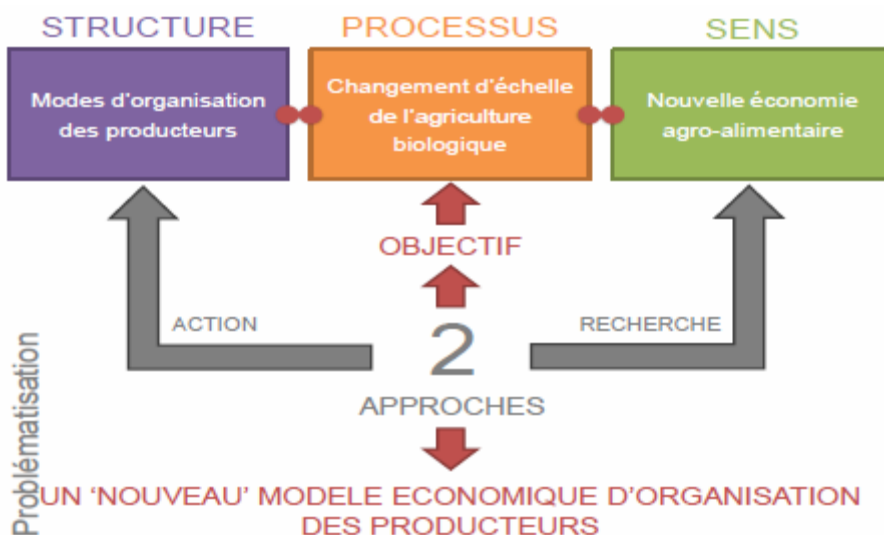 STRUCTURE
Modes d'organisation
des producteurs
PROCESSUS
Changement d'échelle
de l'agriculture
biologique
SENS
Nouvelle économie
agro-alimentaire
OBJECTIF
ACTION
2
RECHERCHE
APPROCHES
Problématisation
UN ‘NOUVEAU’ MODELE ECONOMIQUE D’ORGANISATION
DES PRODUCTEURS